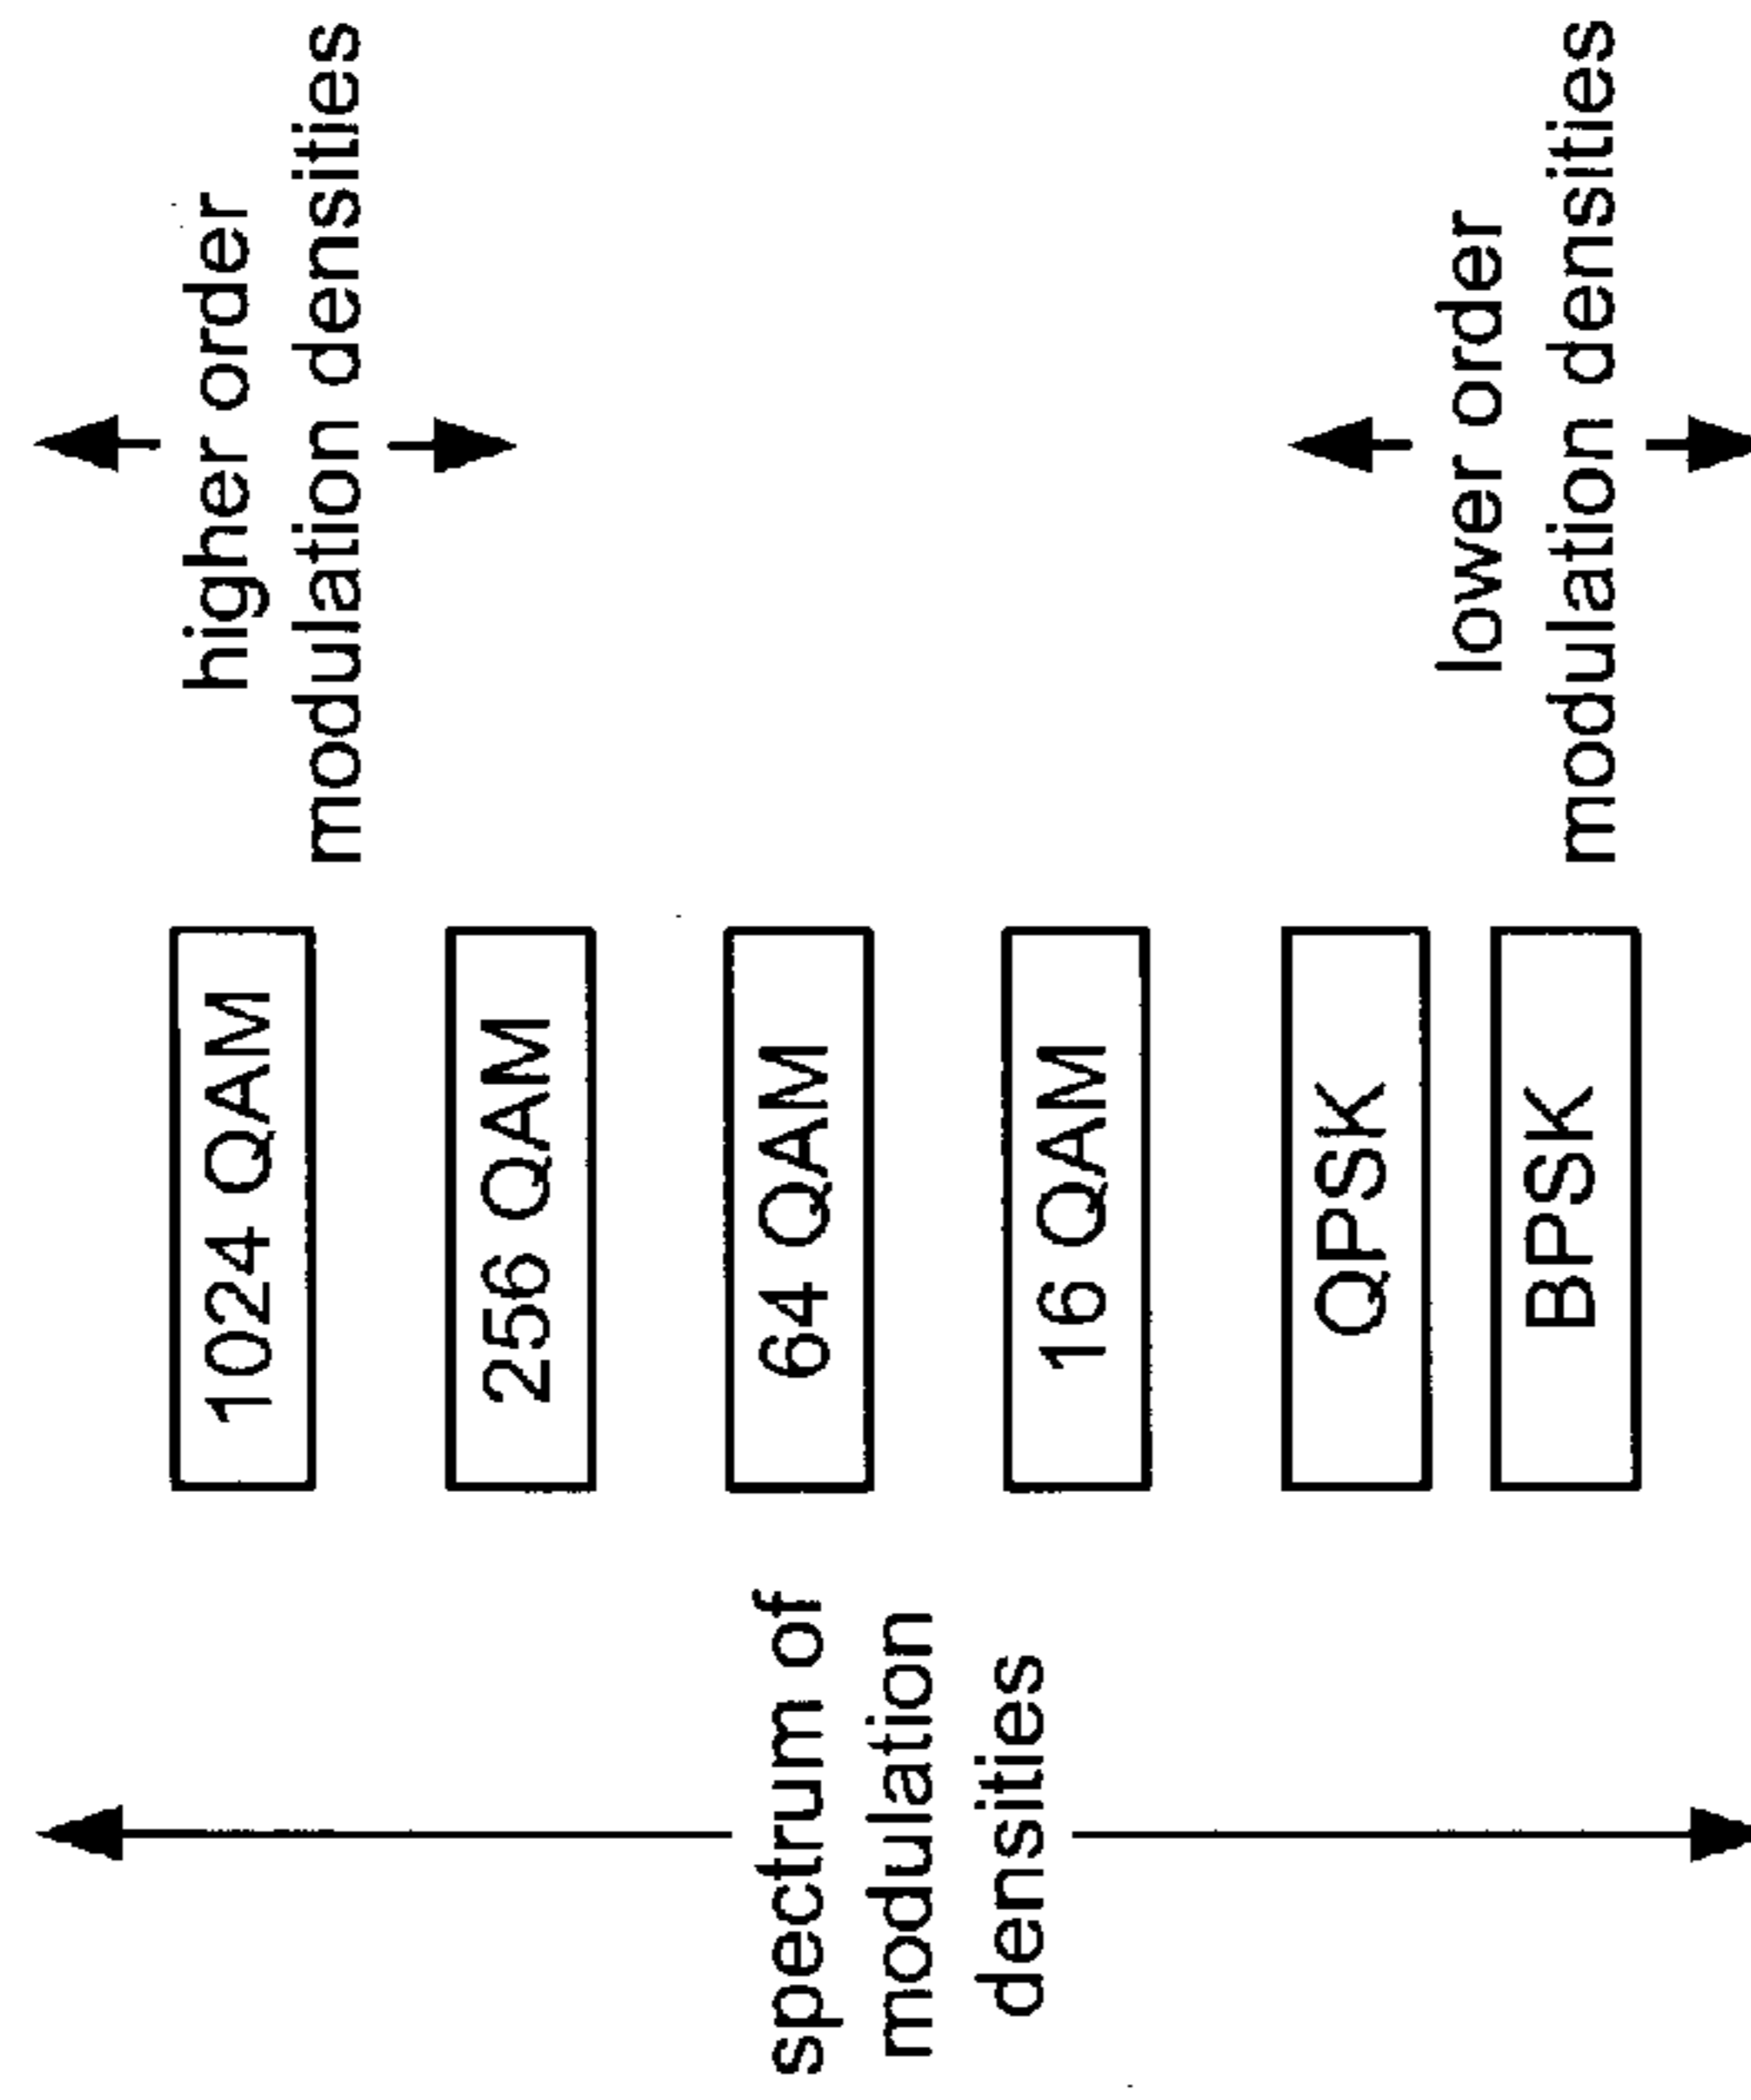 higher order
modulation densities
lower order
modulation densities
1024 QAM
256 QAM
64 QAM
16 QAM
QPSK
BPSK
spectrum of
modulation
densities